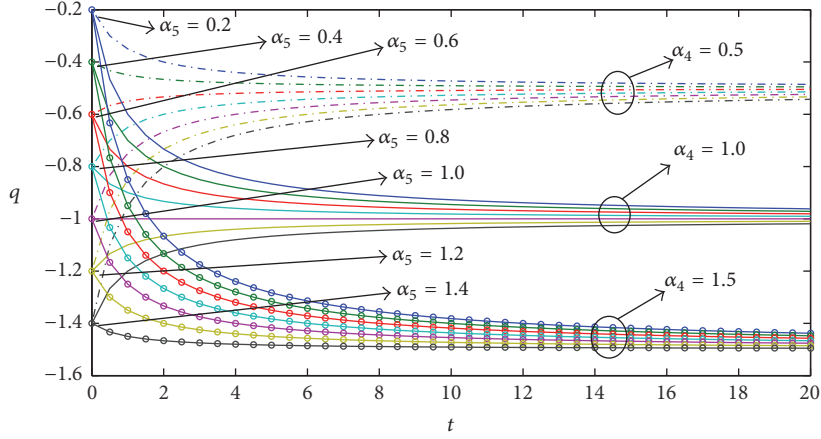 −0.2
−0.4
−0.6
−0.8
−1
−1.2
−1.4
−1.6
q
α5 = 0.2
α5 = 0.4
α5 = 0.6
α5 = 0.8
α5 = 1.0
α5 = 1.2
α5 = 1.4
α4 = 0.5
α4 = 1.0
α4 = 1.5
0 2 4 6 8 10 12 14 16 18 20
t